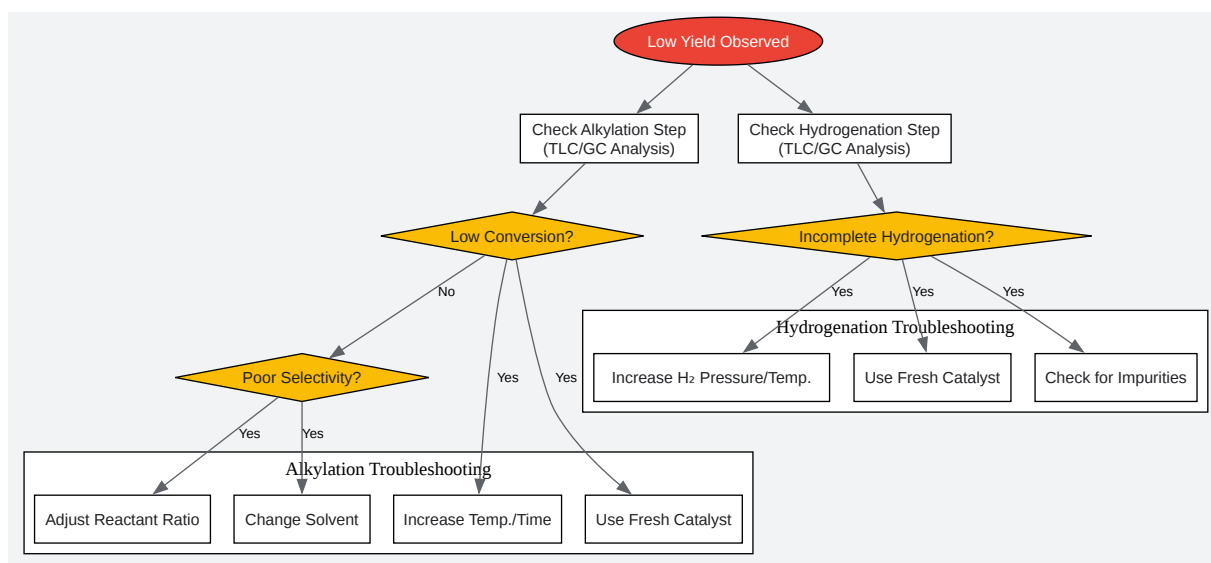 Low Yield Observed
Check Alkylation Step
(TLC/GC Analysis)
Check Hydrogenation Step
(TLC/GC Analysis)
Low Conversion?
Incomplete Hydrogenation?
No
Yes
Yes
Yes
Hydrogenation Troubleshooting
Increase H₂ Pressure/Temp.
Use Fresh Catalyst
Check for Impurities
Poor Selectivity?
Yes
Yes
Yes
Yes
Alkylation Troubleshooting
Adjust Reactant Ratio
Change Solvent
Increase Temp./Time
Use Fresh Catalyst